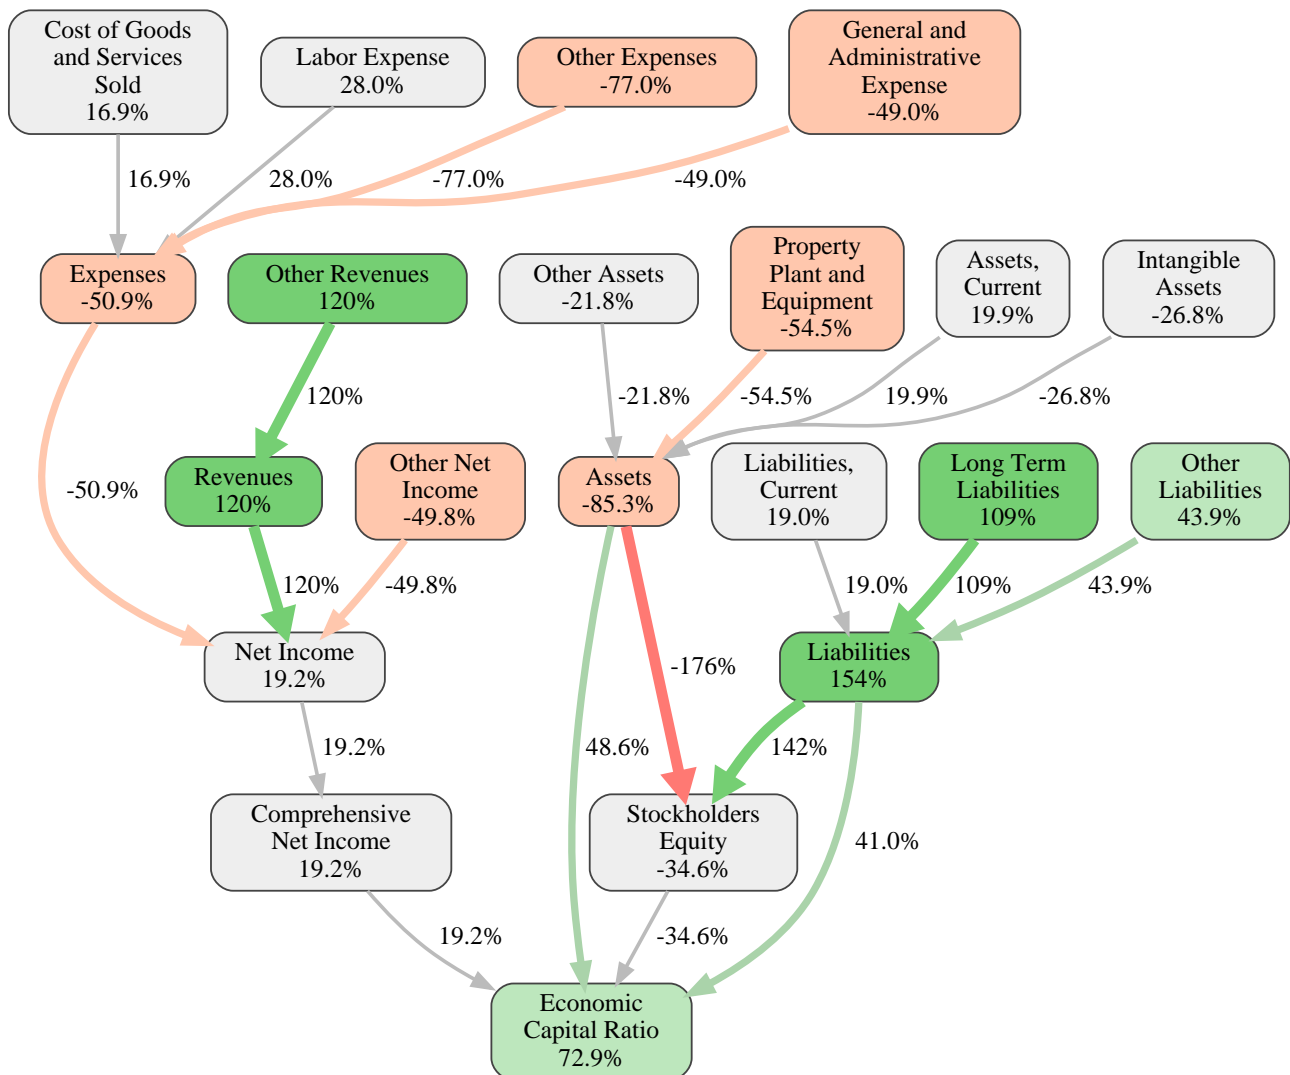 Cost of Goods
and Services
Sold
16.9%
Labor Expense
28.0%
Other Expenses
-77.0%
General and
Administrative
Expense
-49.0%
16.9%
28.0%
-77.0%
-49.0%
Expenses
-50.9%
Other Revenues
120%
Other Assets
-21.8%
Property
Plant and
Equipment
-54.5%
Assets,
Current
19.9%
Intangible
Assets
-26.8%
120%
-21.8%
-54.5%
19.9%
-26.8%
-50.9%
Revenues
120%
Other Net
Income
-49.8%
Assets
-85.3%
Liabilities,
Current
19.0%
Long Term
Liabilities
109%
Other
Liabilities
43.9%
120%
-49.8%
19.0%
109%
43.9%
Net Income
19.2%
-176%
Liabilities
154%
19.2%
48.6%
142%
Comprehensive
Net Income
19.2%
Stockholders
Equity
-34.6%
41.0%
19.2%
-34.6%
Economic
Capital Ratio
72.9%